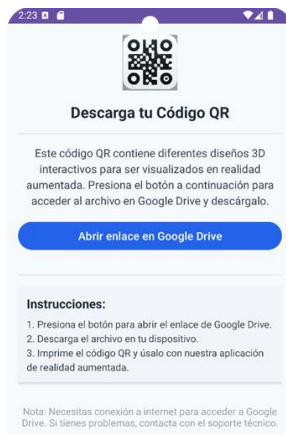 2:23
Descarga tu Código QR
Este código QR contiene diferentes diseños 3D
interactivos para ser visualizados en realidad
aumentada. Presiona el botón a continuación para
acceder al archivo en Google Drive y descárgalo.
Abrir enlace en Google Drive
Instrucciones:
1. Presiona el botón para abrir el enlace de Google Drive.
2. Descarga el archivo en tu dispositivo.
3. Imprime el código QR y úsalo con nuestra aplicación
de realidad aumentada.
Nota: Necesitas conexión a internet para acceder a Google
Drive. Si tienes problemas, contacta con el soporte técnico.